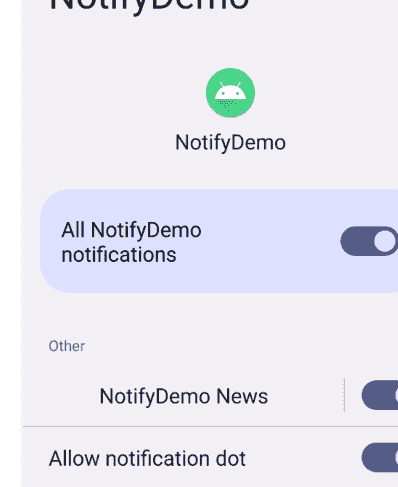 NotifyDemo
NotifyDemo
All NotifyDemo
notifications
Other
NotifyDemo News
Allow notification dot